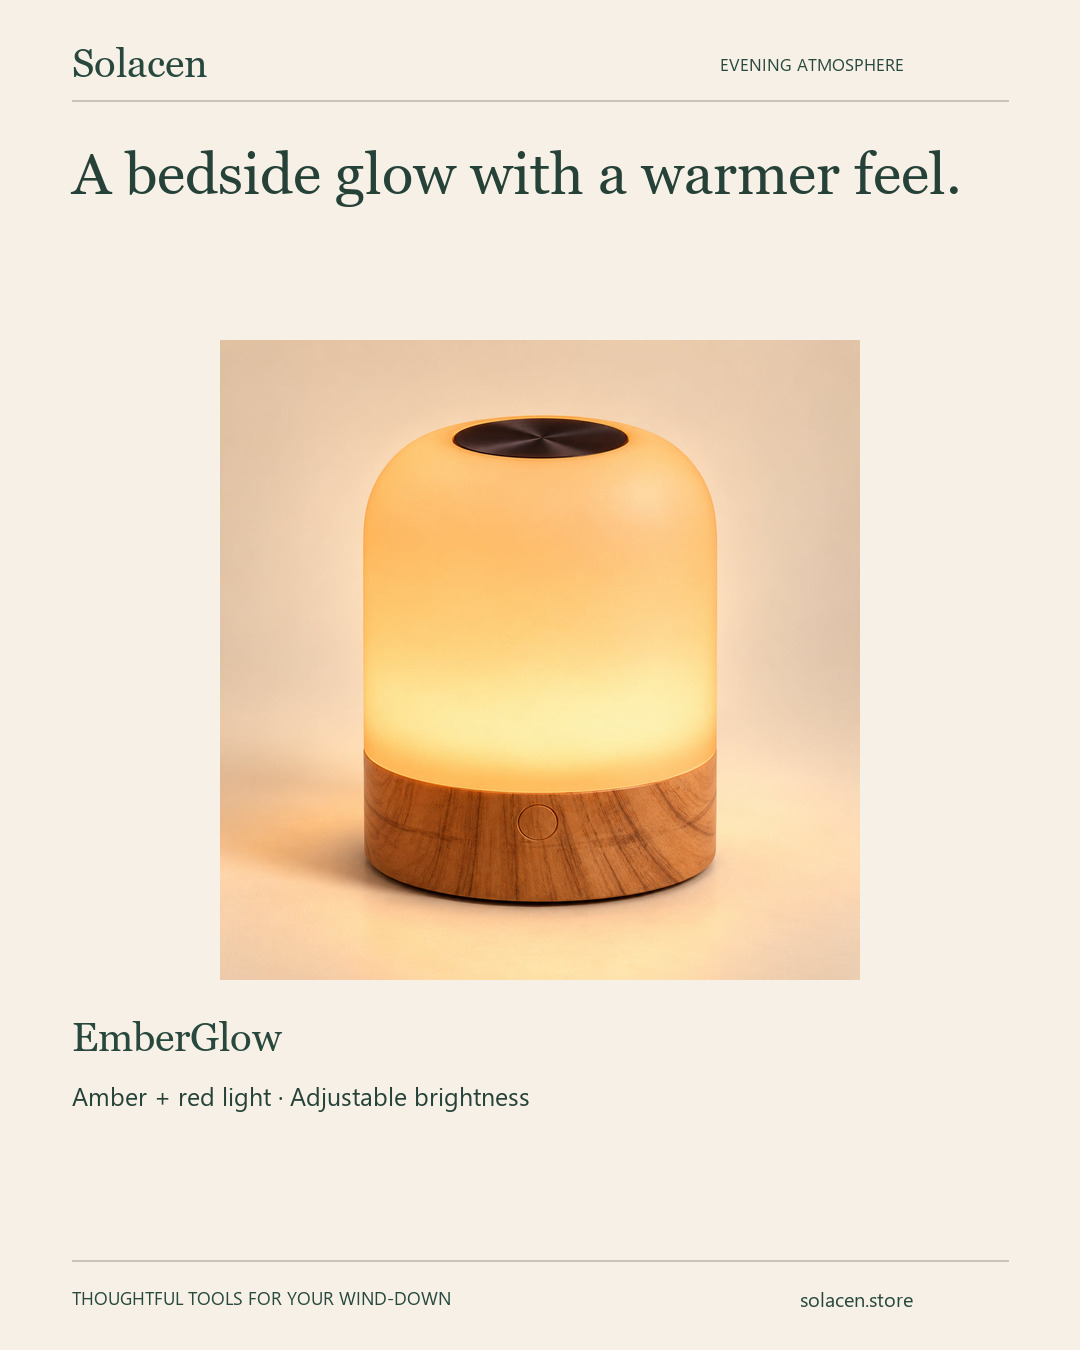 Solacen
EVENING ATMOSPHERE
A bedside glow with a warmer feel.
EmberGlow
Amber + red light · Adjustable brightness
THOUGHTFUL TOOLS FOR YOUR WIND-DOWN
solacen.store